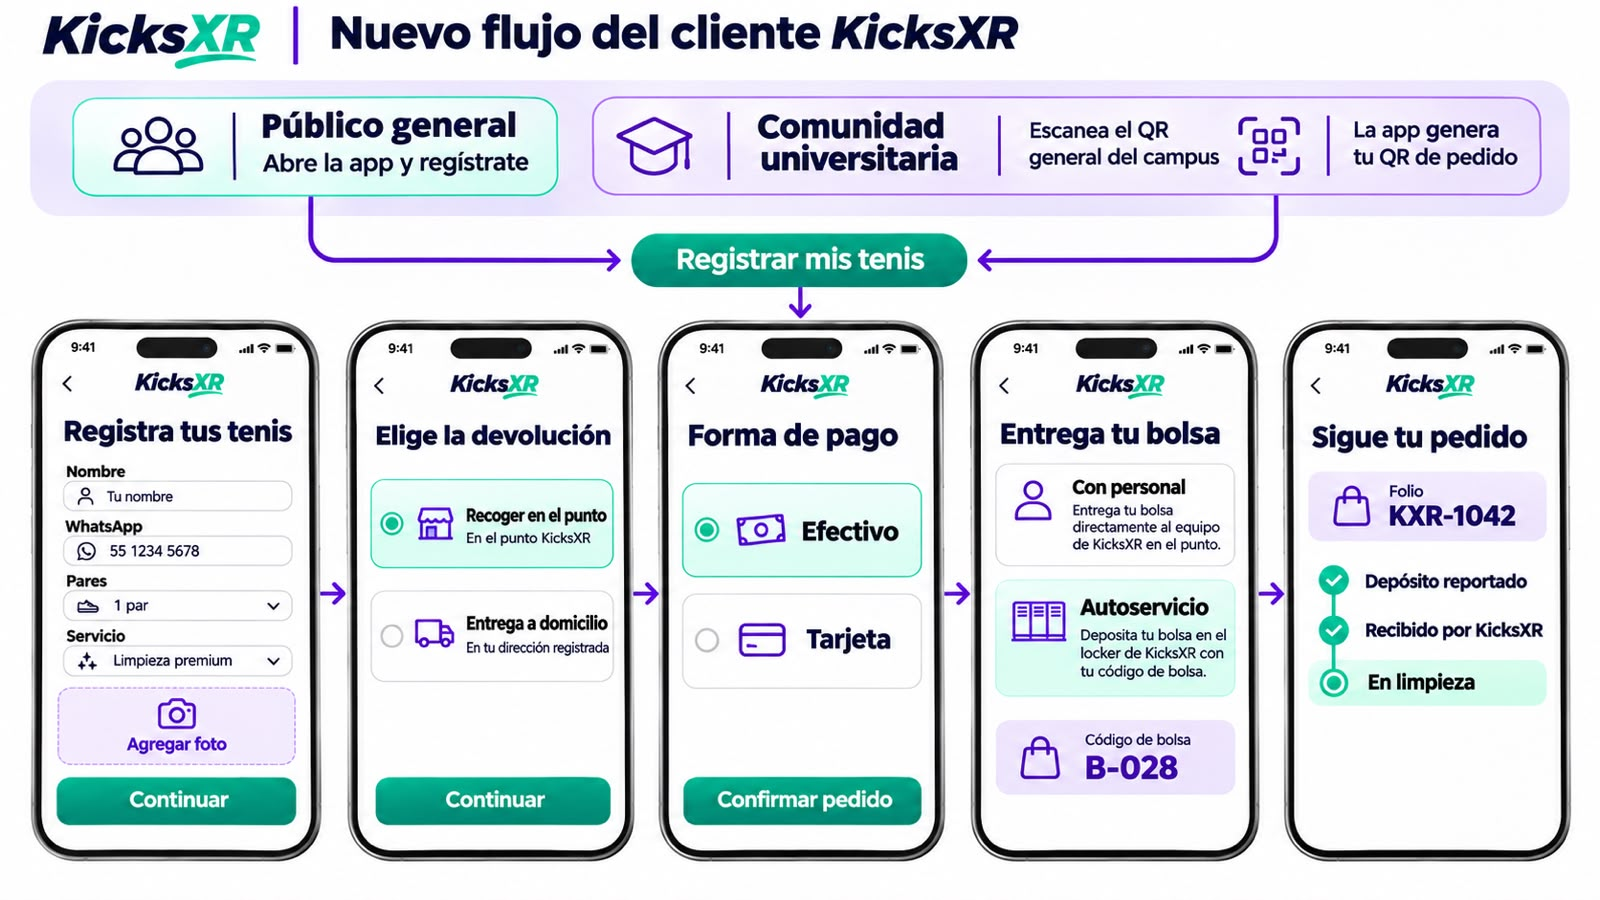 KicksXR
Nuevo flujo del cliente KicksXR
Público general
Abre la app y regístrate
Comunidad
universitaria
Escanea el QR
general del campus
La app genera
tu QR de pedido
Registrar mis tenis
9:41
KicksXR
Registra tus tenis
Nombre
Tu nombre
WhatsApp
55 1234 5678
Pares
1 par
Servicio
Limpieza premium
Agregar foto
Continuar
9:41
KicksXR
Elige la devolución
Recoger en el punto
En el punto KicksXR
Entrega a domicilio
En tu dirección registrada
Continuar
9:41
KicksXR
Forma de pago
Efectivo
Tarjeta
Confirmar pedido
9:41
KicksXR
Entrega tu bolsa
Con personal
Entrega tu bolsa
directamente al equipo
de KicksXR en el punto.
Autoservicio
Deposita tu bolsa en el
locker de KicksXR con
tu código de bolsa.
Código de bolsa
B-028
9:41
KicksXR
Sigue tu pedido
Folio
KXR-1042
Depósito reportado
Recibido por KicksXR
En limpieza